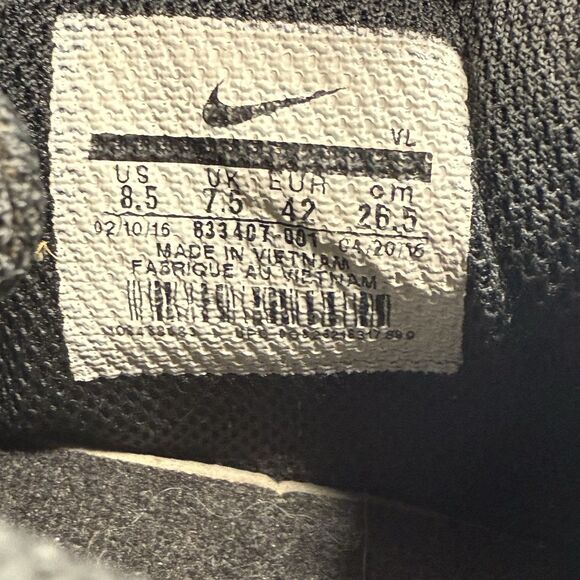 VL
US UK EUR cm
8.5 7.5 42 26.5
02/10/16 833407-001 04/20/16
MADE IN VIETNAM
FABRIQUE AU VIETNAM